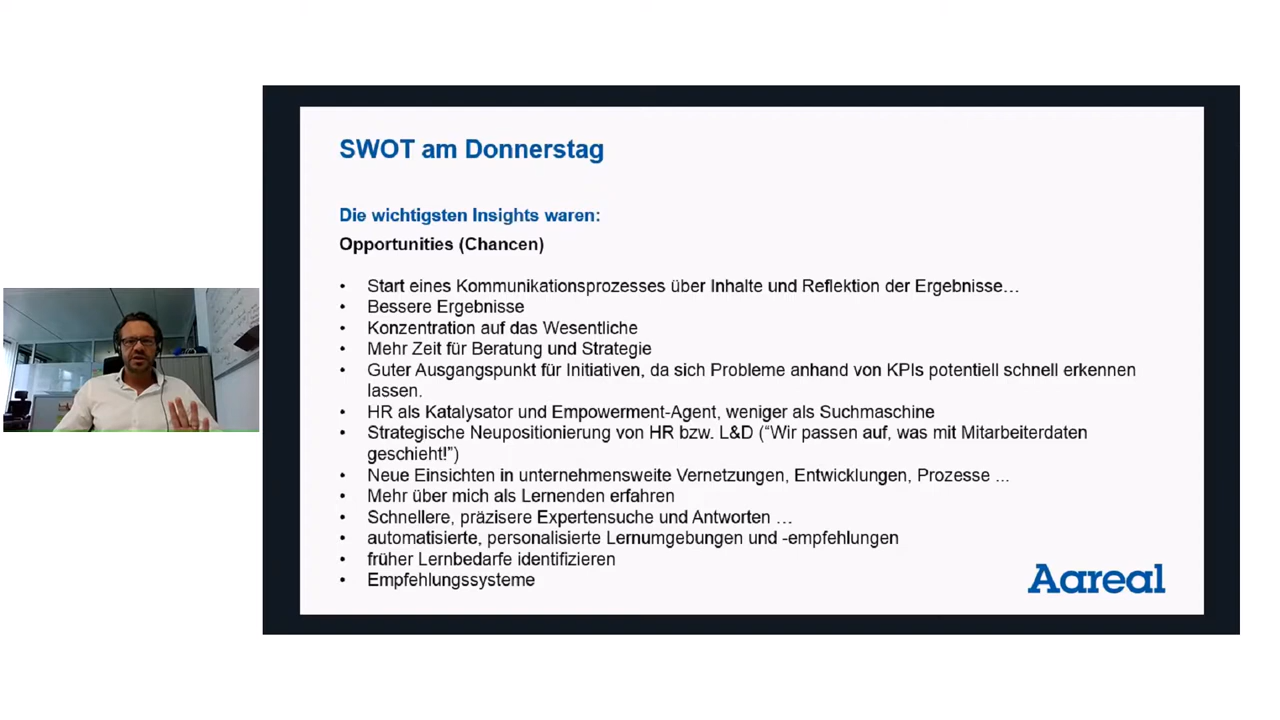 SWOT am Donnerstag
Die wichtigsten Insights waren:
Opportunities (Chancen)
• Start eines Kommunikationsprozesses über Inhalte und Reflektion der Ergebnisse…
• Bessere Ergebnisse
• Konzentration auf das Wesentliche
• Mehr Zeit für Beratung und Strategie
• Guter Ausgangspunkt für Initiativen, da sich Probleme anhand von KPIs potentiell schnell erkennen
lassen.
• HR als Katalysator und Empowerment-Agent, weniger als Suchmaschine
• Strategische Neupositionierung von HR bzw. L&D (“Wir passen auf, was mit Mitarbeiterdaten
geschieht!”)
• Neue Einsichten in unternehmensweite Vernetzungen, Entwicklungen, Prozesse ...
• Mehr über mich als Lernenden erfahren
• Schnellere, präzisere Expertensuche und Antworten …
• automatisierte, personalisierte Lernumgebungen und -empfehlungen
• früher Lernbedarfe identifizieren
• Empfehlungssysteme
Aareal